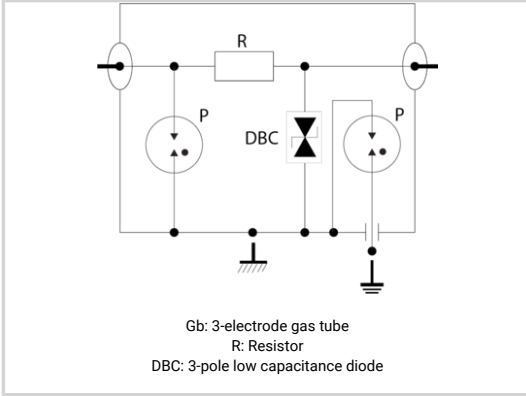 R
P
DBC
P
Gb: 3-electrode gas tube
R: Resistor
DBC: 3-pole low capacitance diode